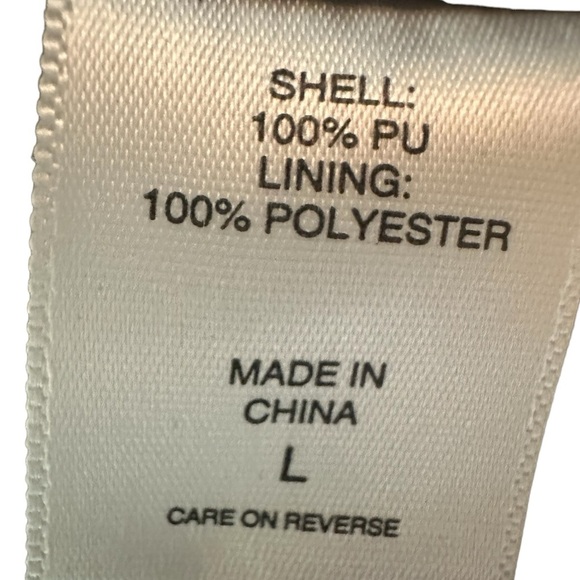 SHELL:
100% PU
LINING:
100% POLYESTER
MADE IN
CHINA
L
CARE ON REVERSE